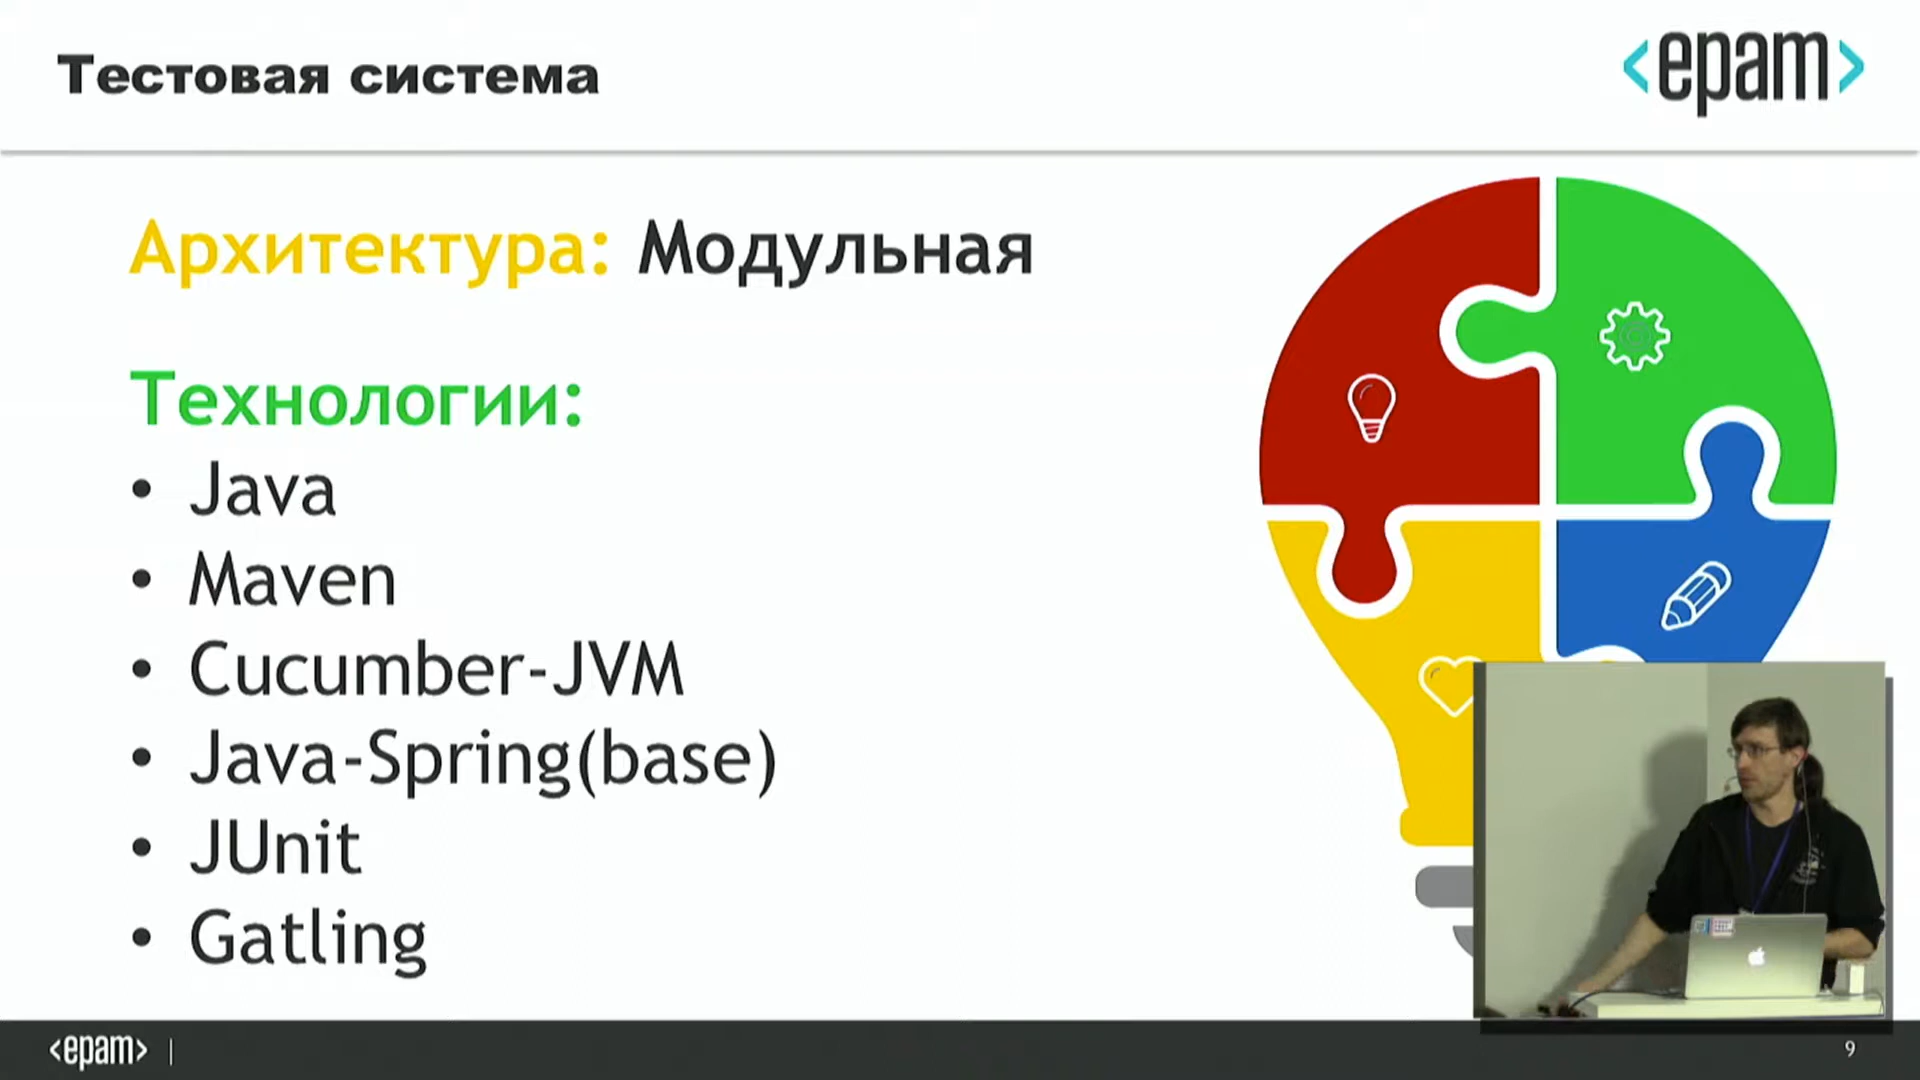 Тестовая система
<epam>
Архитектура: Модульная
Технологии:
• Java
• Maven
• Cucumber-JVM
• Java-Spring(base)
• JUnit
• Gatling
<epam> |
9